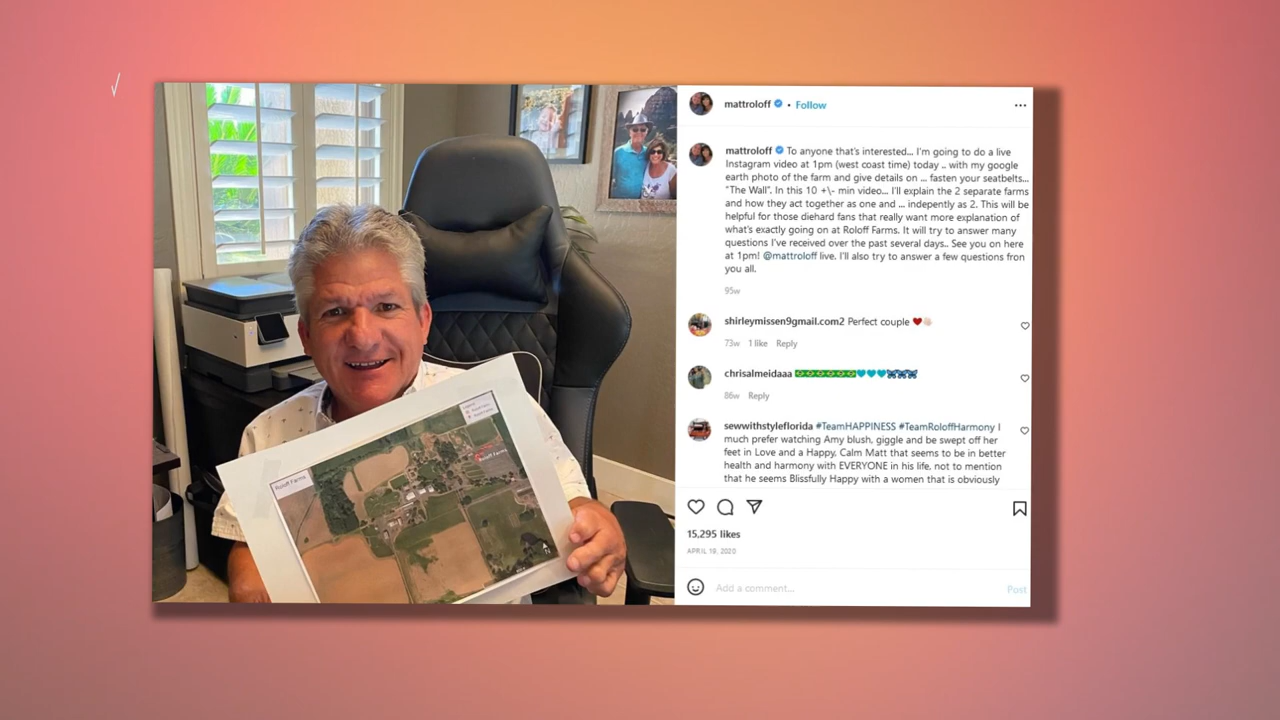 √
mattroloff • Follow
mattroloff To anyone that's interested... I'm going to do a live
Instagram video at 1pm (west coast time) today .. with my google
earth photo of the farm and give details on ... fasten your seatbelts...
"The Wall". In this 10 +\- min video... I'll explain the 2 separate farms
and how they act together as one and ... indepently as 2. This will be
helpful for those diehard fans that really want more explanation of
what's exactly going on at Roloff Farms. It will try to answer many
questions I've received over the past several days.. See you on here
at 1pm! @mattroloff live. I'll also try to answer a few questions fron
you all.
95w
shirleymissen9gmail.com2 Perfect couple ❤️👏🏻
73w 1 like Reply
chrisalmeidaaa 🇧🇷🇧🇷🇧🇷🇧🇷🇧🇷🇧🇷💙💙💙🦋🦋🦋
86w Reply
sewwithstyleflorida #TeamHAPPINESS #TeamRoloffHarmony I
much prefer watching Amy blush, giggle and be swept off her
feet in Love and a Happy, Calm Matt that seems to be in better
health and harmony with EVERYONE in his life, not to mention
that he seems Blissfully Happy with a women that is obviously
15,295 likes
APRIL 19, 2020
Add a comment...
Post
Roloff Farms
Roloff Farms